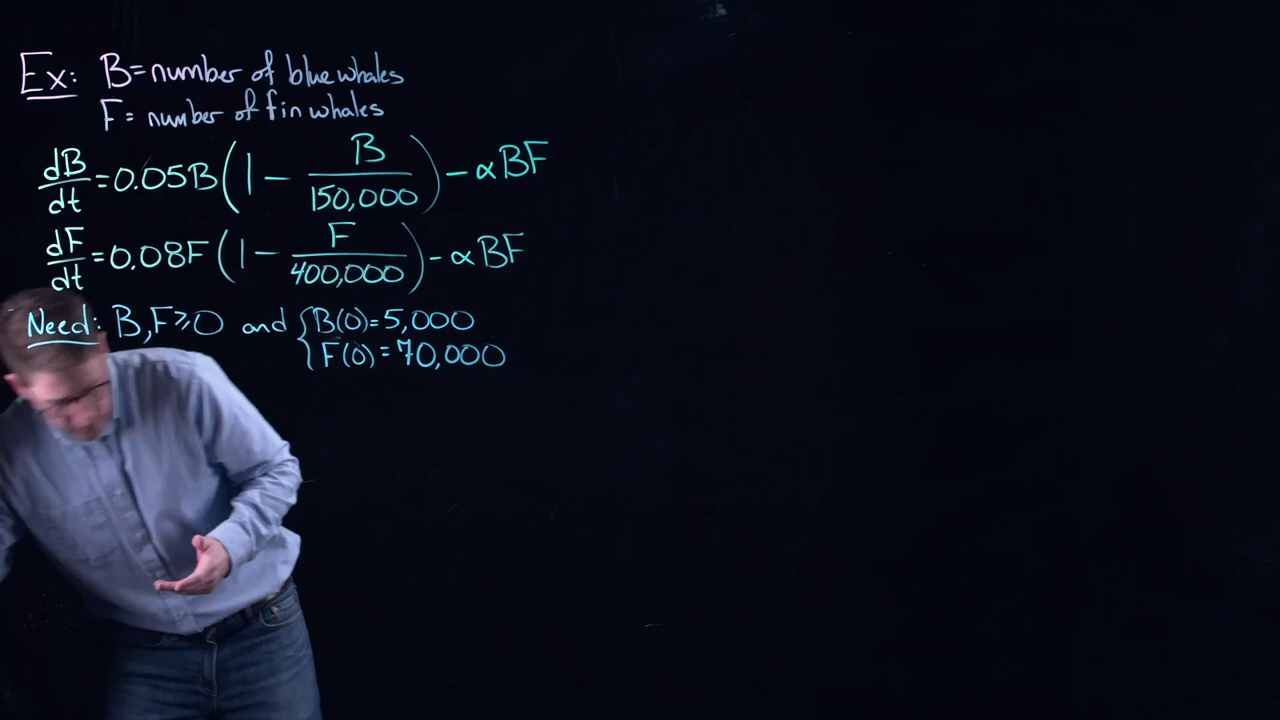 Ex: B = number of blue whales
F = number of fin whales
dB/dt = 0.05B(1 - B/150,000) - αBF
dF/dt = 0.08F(1 - F/400,000) - αBF
Need: B,F ≥ 0 and { B(0) = 5,000
F(0) = 70,000